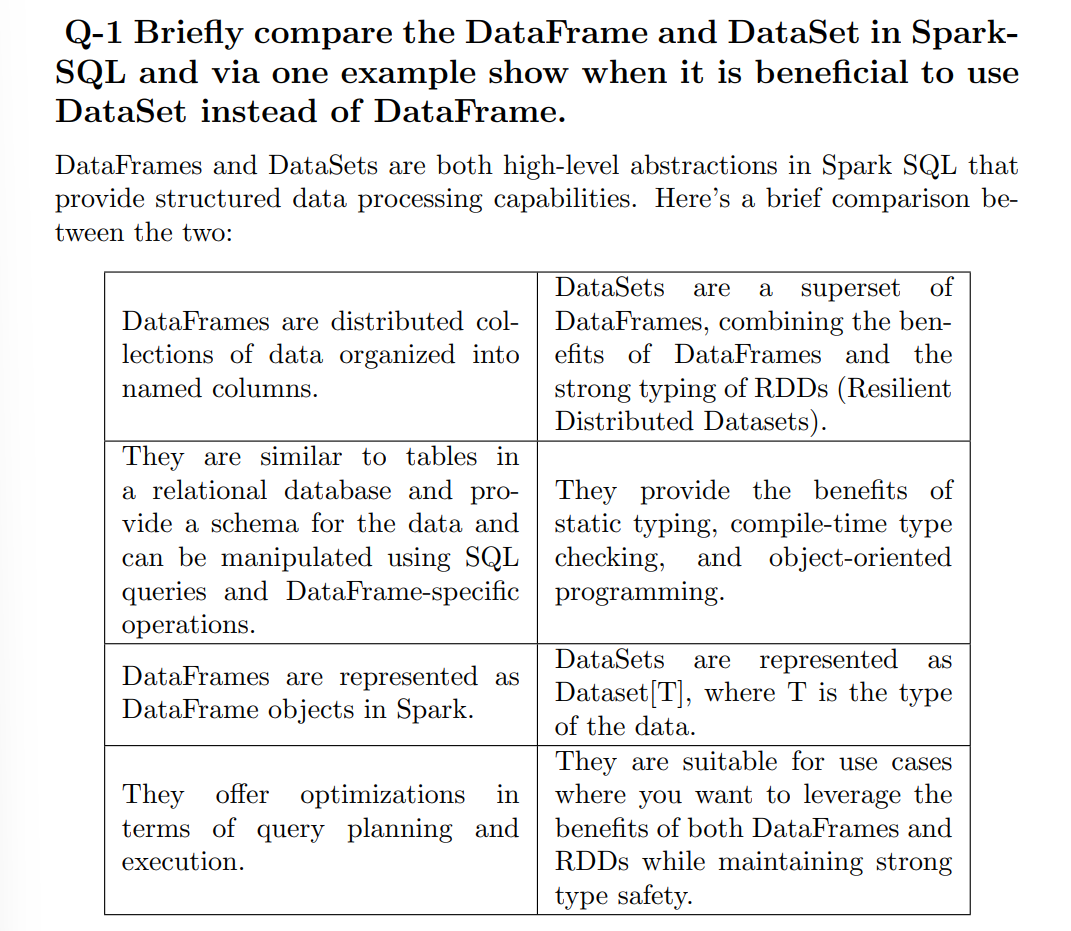 Q-1 Briefly compare the DataFrame and DataSet in Spark-
SQL and via one example show when it is beneficial to use
DataSet instead of DataFrame.
DataFrames and DataSets are both high-level abstractions in Spark SQL that
provide structured data processing capabilities. Here's a brief comparison be-
tween the two:
DataFrames are distributed col-
lections of data organized into
named columns.
DataSets are a superset of
DataFrames, combining the ben-
efits of DataFrames and the
strong typing of RDDs (Resilient
Distributed Datasets).
They are similar to tables in
a relational database and pro-
vide a schema for the data and
can be manipulated using SQL
queries and DataFrame-specific
operations.
They provide the benefits of
static typing, compile-time type
checking, and object-oriented
programming.
DataFrames are represented as
DataFrame objects in Spark.
DataSets are represented as
Dataset[T], where T is the type
of the data.
They offer optimizations in
terms of query planning and
execution.
They are suitable for use cases
where you want to leverage the
benefits of both DataFrames and
RDDs while maintaining strong
type safety.